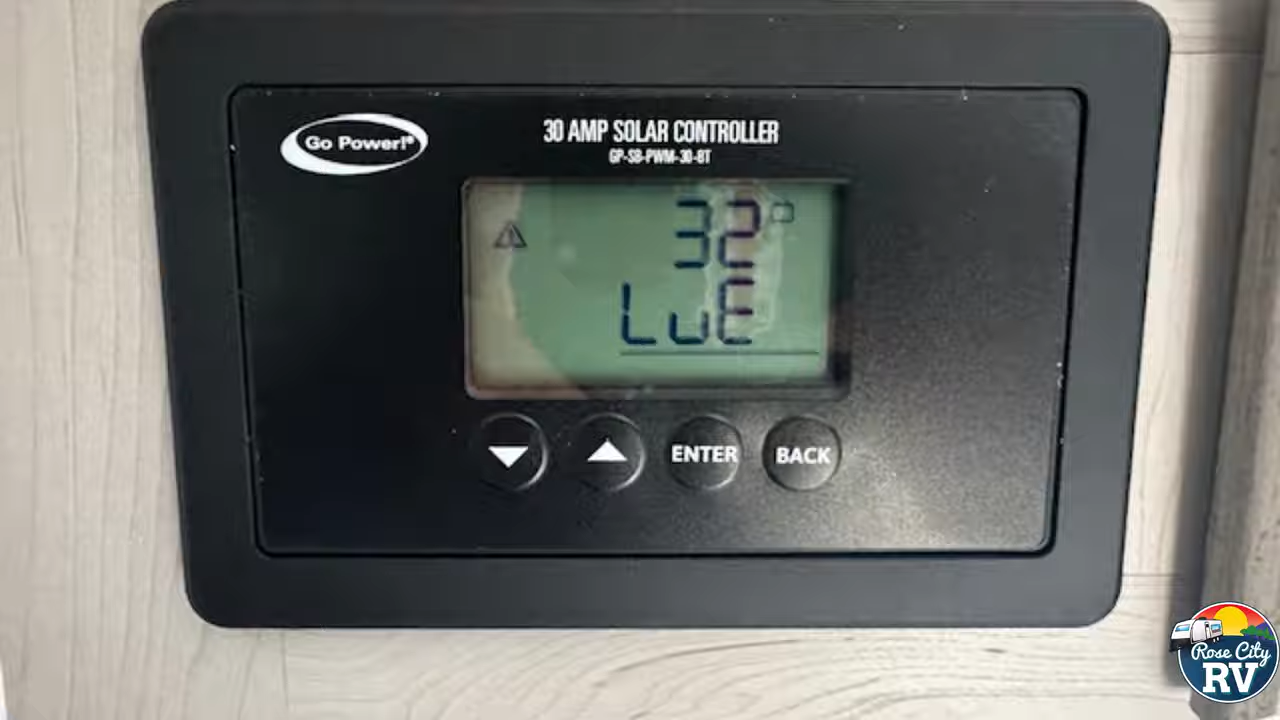 Go Power!®
30 AMP SOLAR CONTROLLER
GP-SB-PWM-30-BT
32°
LuE
ENTER
BACK
Rose City
RV